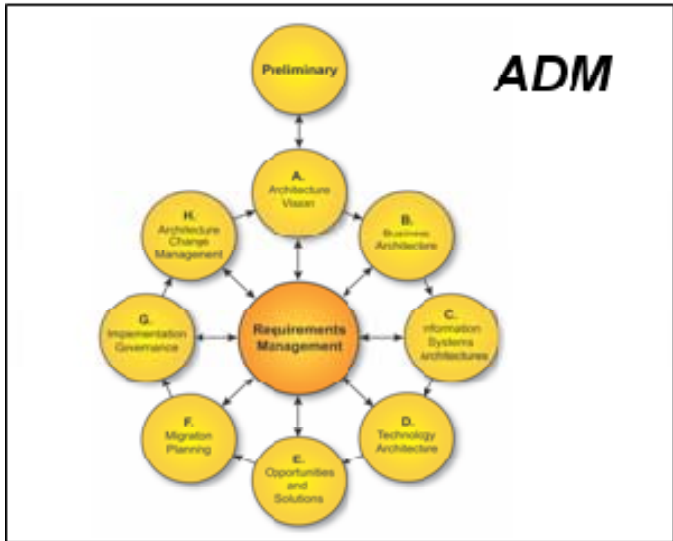 Preliminary
ADM
A.
Architecture
Vision
B.
Business
Architecture
C.
nformation
Systems
Architectures
D.
Technology
Architecture
E.
Opportunities
and
Solutions
F.
Migration
Planning
G.
Implementation
Governance
H.
Architecture
Change
Management
Requirements
Management